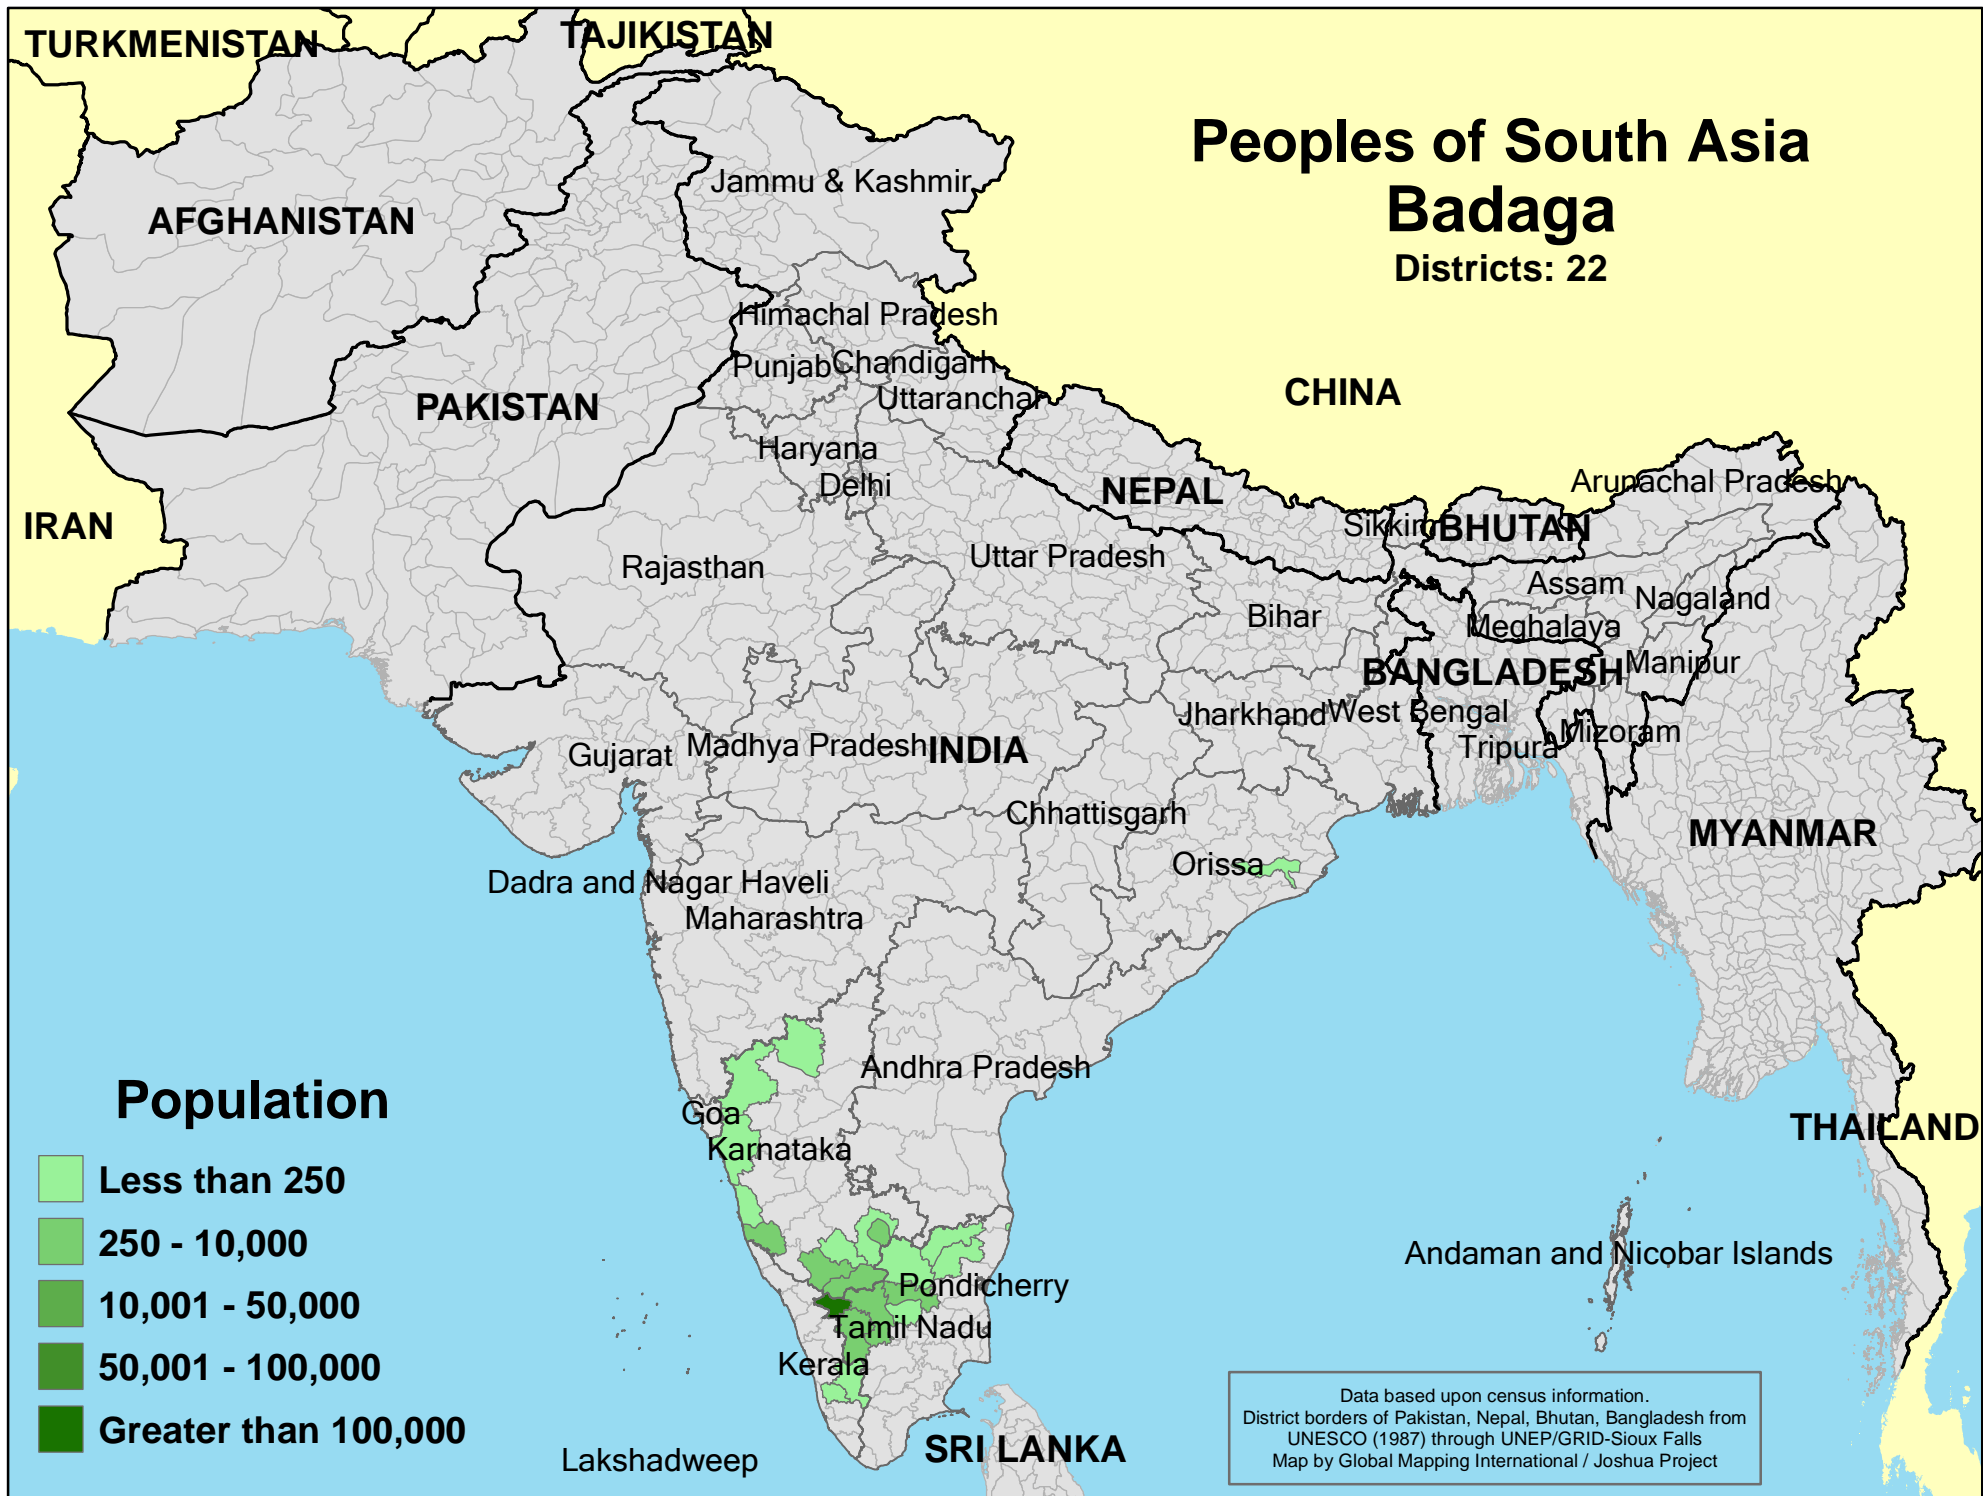 TURKMENISTAN
TAJIKISTAN
Peoples of South Asia
Badaga
Districts: 22
Jammu & Kashmir
AFGHANISTAN
Himachal Pradesh
Punjab
Chandigarh
Uttaranchal
CHINA
PAKISTAN
Haryana
Delhi
NEPAL
Arunachal Pradesh
IRAN
Sikkim
BHUTAN
Rajasthan
Uttar Pradesh
Assam
Nagaland
Bihar
Meghalaya
BANGLADESH
Manipur
Jharkhand
West Bengal
Tripura
Mizoram
Gujarat
Madhya Pradesh
INDIA
Chhattisgarh
MYANMAR
Orissa
Dadra and Nagar Haveli
Maharashtra
Andhra Pradesh
Goa
Karnataka
THAILAND
Andaman and Nicobar Islands
Pondicherry
Tamil Nadu
Kerala
Lakshadweep
SRI LANKA
Population
Less than 250
250 - 10,000
10,001 - 50,000
50,001 - 100,000
Greater than 100,000
Data based upon census information.
District borders of Pakistan, Nepal, Bhutan, Bangladesh from
UNESCO (1987) through UNEP/GRID-Sioux Falls
Map by Global Mapping International / Joshua Project